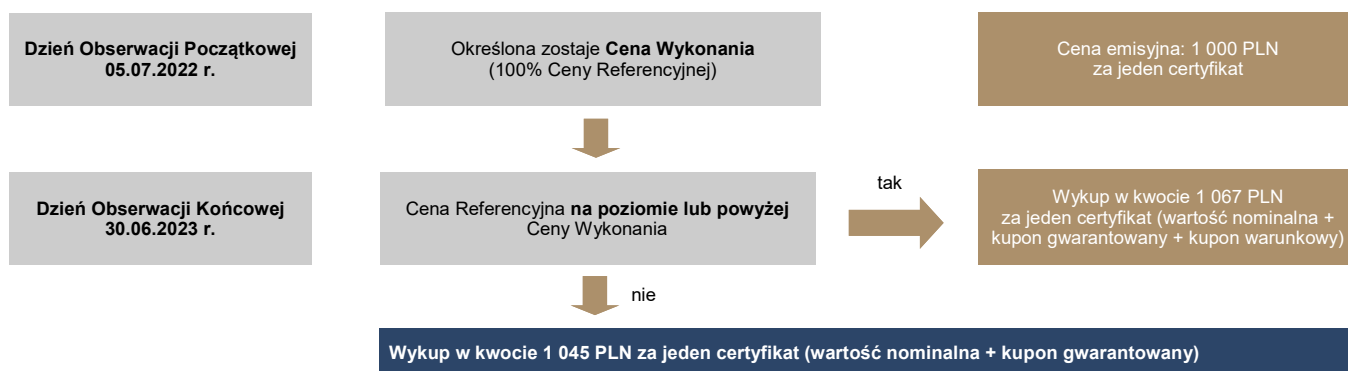 Dzień Obserwacji Początkowej
05.07.2022 r.
Określona zostaje Cena Wykonania
(100% Ceny Referencyjnej)
Cena emisyjna: 1 000 PLN
za jeden certyfikat
Dzień Obserwacji Końcowej
30.06.2023 r.
Cena Referencyjna na poziomie lub powyżej
Ceny Wykonania
tak
Wykup w kwocie 1 067 PLN
za jeden certyfikat (wartość nominalna +
kupon gwarantowany + kupon warunkowy)
nie
Wykup w kwocie 1 045 PLN za jeden certyfikat (wartość nominalna + kupon gwarantowany)